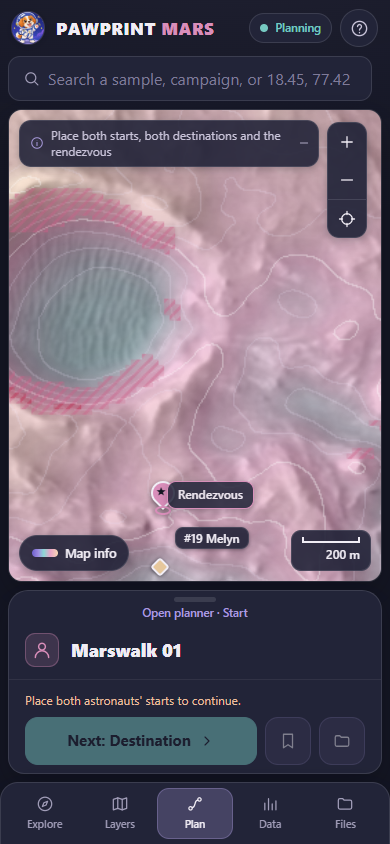 PAWPRINT MARS
Planning
Search a sample, campaign, or 18.45, 77.42
Place both starts, both destinations and the
rendezvous
Rendezvous
#19 Melyn
Map info
200 m
Open planner · Start
Marswalk 01
Place both astronauts' starts to continue.
Next: Destination
Explore
Layers
Plan
Data
Files